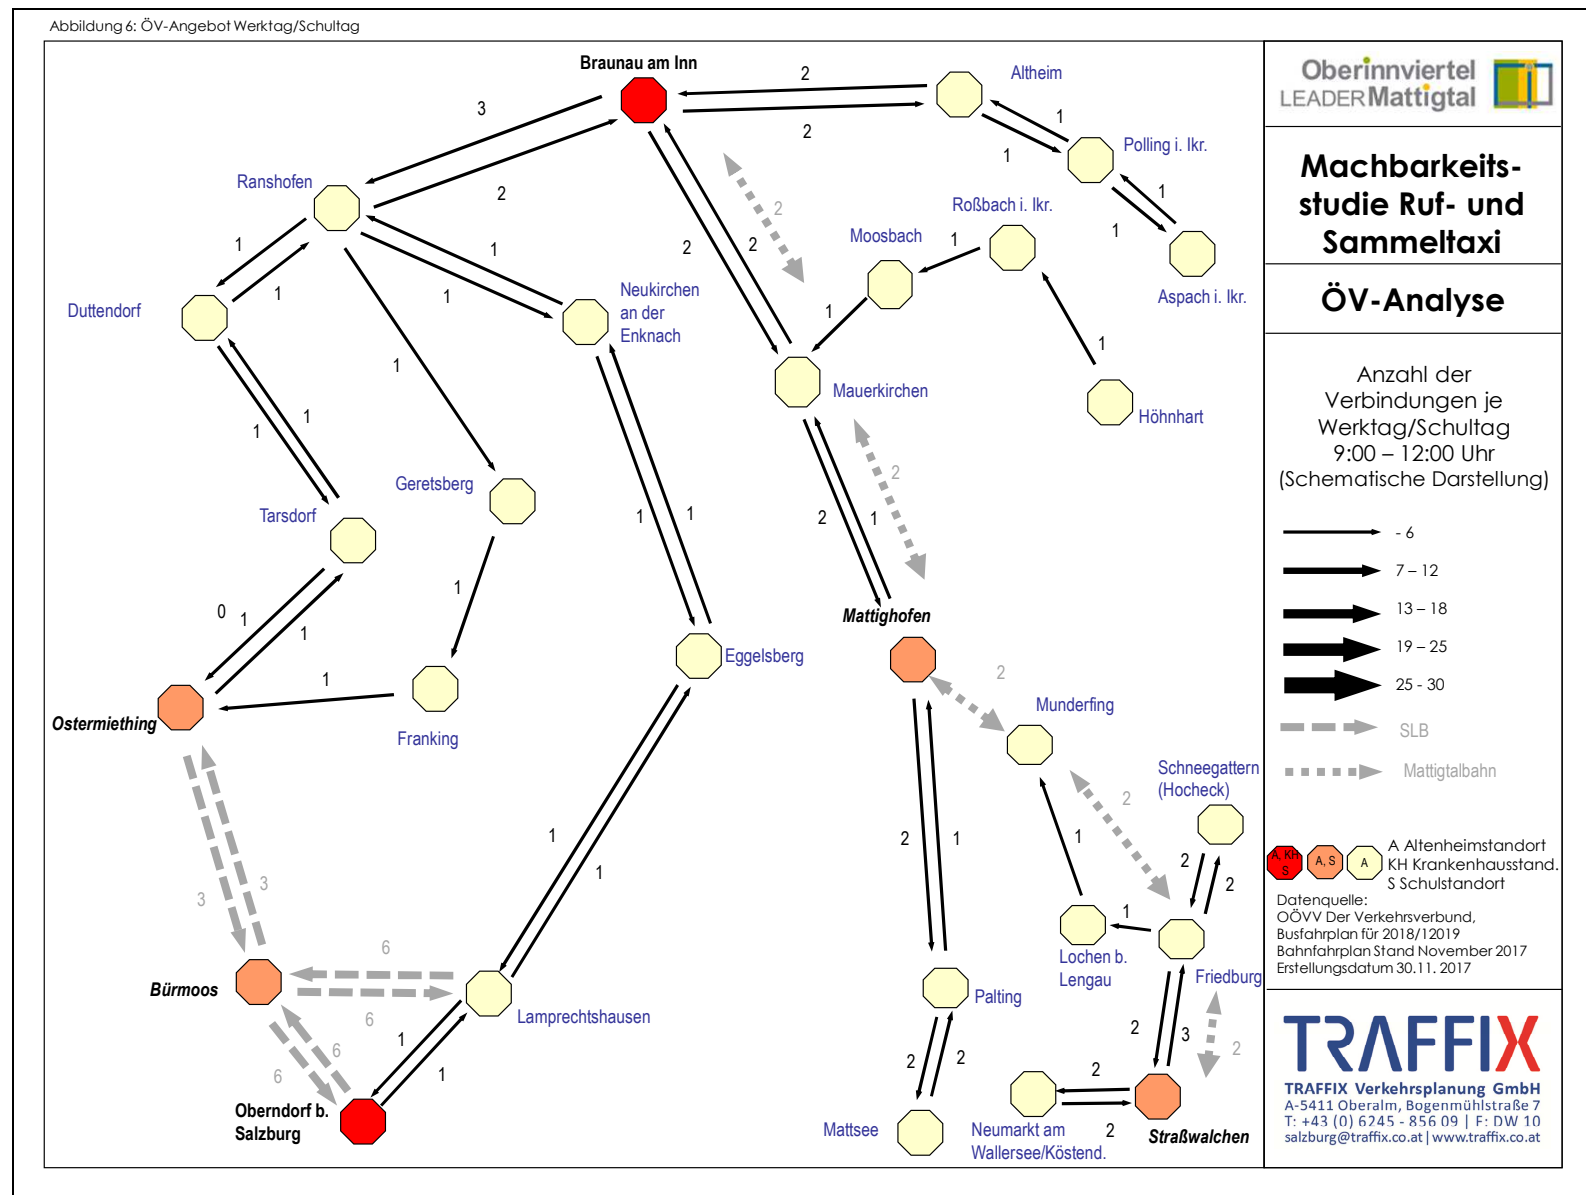 Abbildung 6: ÖV-Angebot Werktag/Schultag
Braunau am Inn
Altheim
2
2
3
2
1
1
Polling i. Ikr.
Ranshofen
2
1
1
Roßbach i. Ikr.
Moosbach
1
Aspach i. Ikr.
1
1
2
2
1
1
Duttendorf
Neukirchen
an der
Enknach
1
1
1
Mauerkirchen
Höhnhart
1
1
Geretsberg
2
Tarsdorf
1
1
2
1
0
1
1
1
Mattighofen
Eggelsberg
1
2
Munderfing
Ostermiething
Franking
Schneegattern
(Hocheck)
2
1
1
2
1
1
2
2
3
3
1
Lochen b.
Lengau
Friedburg
6
Bürmoos
6
Lamprechtshausen
Palting
1
1
6
6
2
2
2
3
2
2
2
Oberndorf b.
Salzburg
Mattsee
Neumarkt am
Wallersee/Köstend.
Straßwalchen
Oberinnviertel
LEADER Mattigtal
Machbarkeits-
studie Ruf- und
Sammeltaxi
ÖV-Analyse
Anzahl der
Verbindungen je
Werktag/Schultag
9:00 – 12:00 Uhr
(Schematische Darstellung)
- 6
7 – 12
13 – 18
19 – 25
25 - 30
SLB
Mattigtalbahn
A, KH
S
A, S
A
A Altenheimstandort
KH Krankenhausstand.
S Schulstandort
Datenquelle:
OÖVV Der Verkehrsverbund,
Busfahrplan für 2018/12019
Bahnfahrplan Stand November 2017
Erstellungsdatum 30.11. 2017
TRAFFIX
TRAFFIX Verkehrsplanung GmbH
A-5411 Oberalm, Bogenmühlstraße 7
T: +43 (0) 6245 - 856 09 | F: DW 10
salzburg@traffix.co.at | www.traffix.co.at